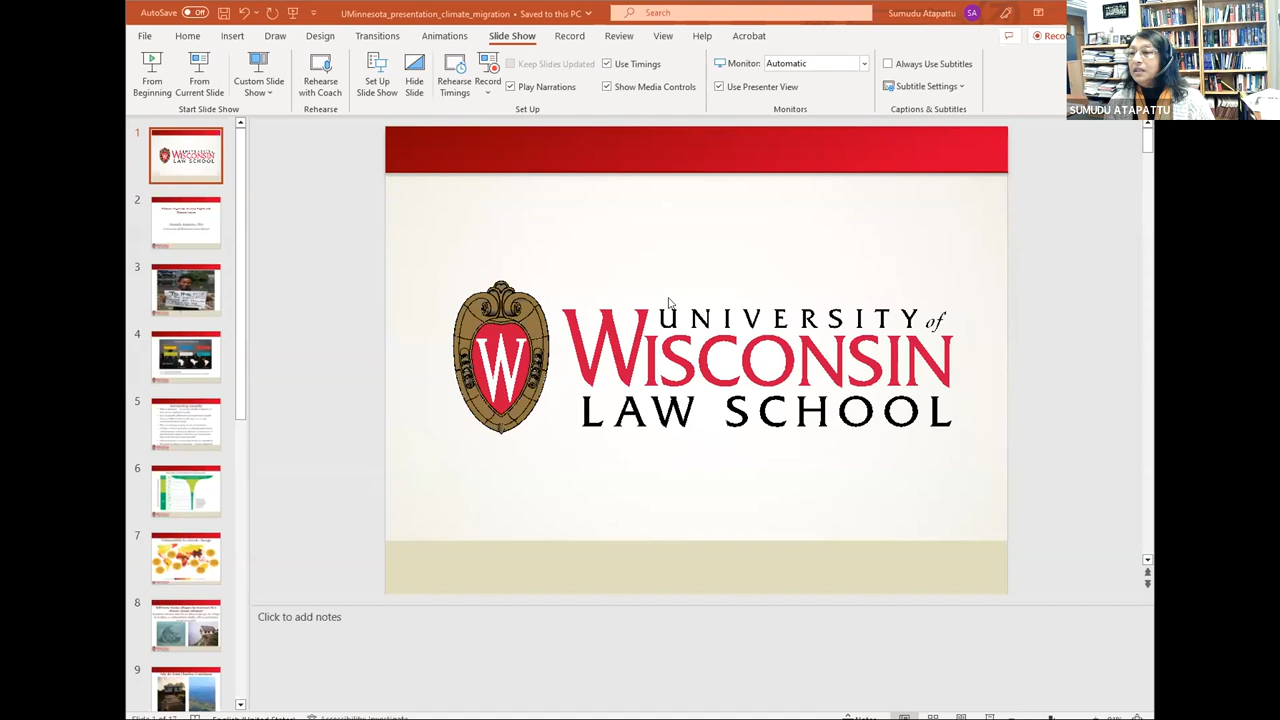 AutoSave Off
UMinnesota_presentation_climate_migration • Saved to this PC
Search
Sumudu Atapattu SA
File Home Insert Draw Design Transitions Animations Slide Show Record Review View Help Acrobat
Reco
From Beginning
From Current Slide
Custom Slide Show
Rehearse with Coach
Set Up Slide Show
Hide Slide
Rehearse Timings
Record
Keep Slides Updated
Play Narrations
Use Timings
Show Media Controls
Monitor: Automatic
Use Presenter View
Always Use Subtitles
Subtitle Settings
Start Slide Show
Rehearse
Set Up
Monitors
Captions & Subtitles
SUMUDU ATAPATTU
1
2
3
4
5
6
7
8
9
W
UNIVERSITY of
WISCONSIN
LAW SCHOOL
Click to add notes